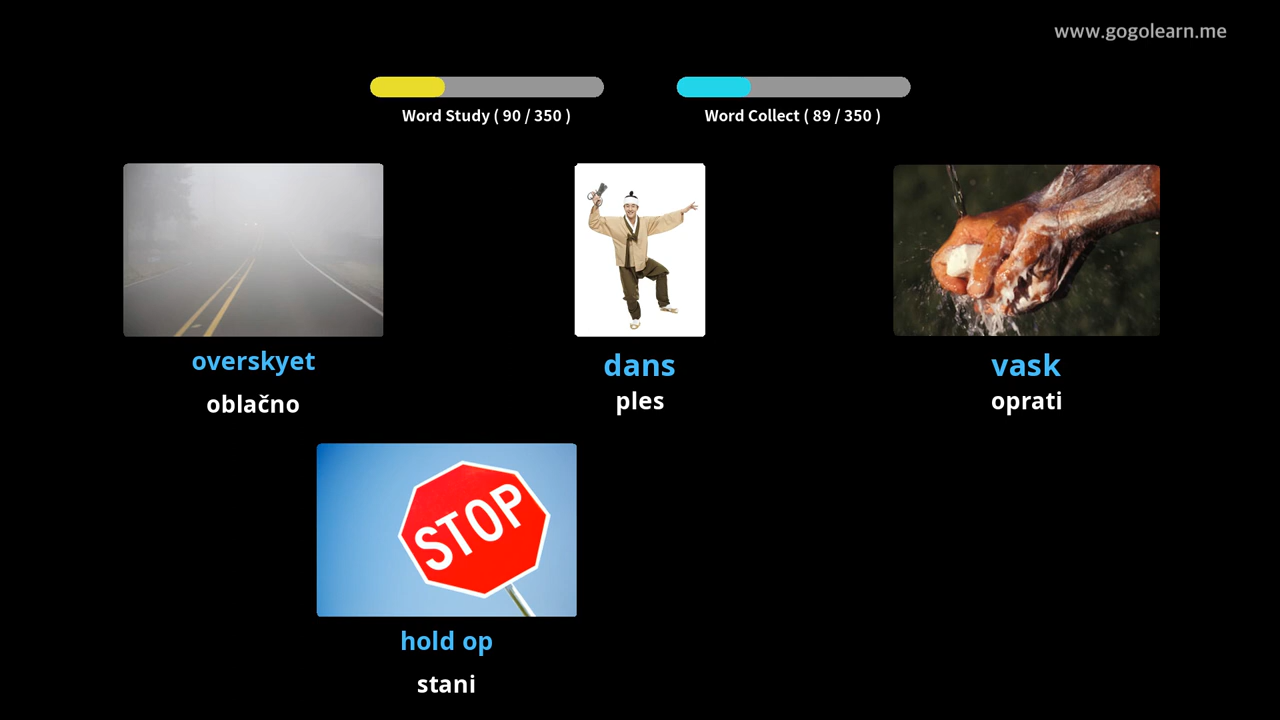 www.gogolearn.me
Word Study ( 90 / 350 )
Word Collect ( 89 / 350 )
overskyet
oblačno
dans
ples
vask
oprati
STOP
hold op
stani